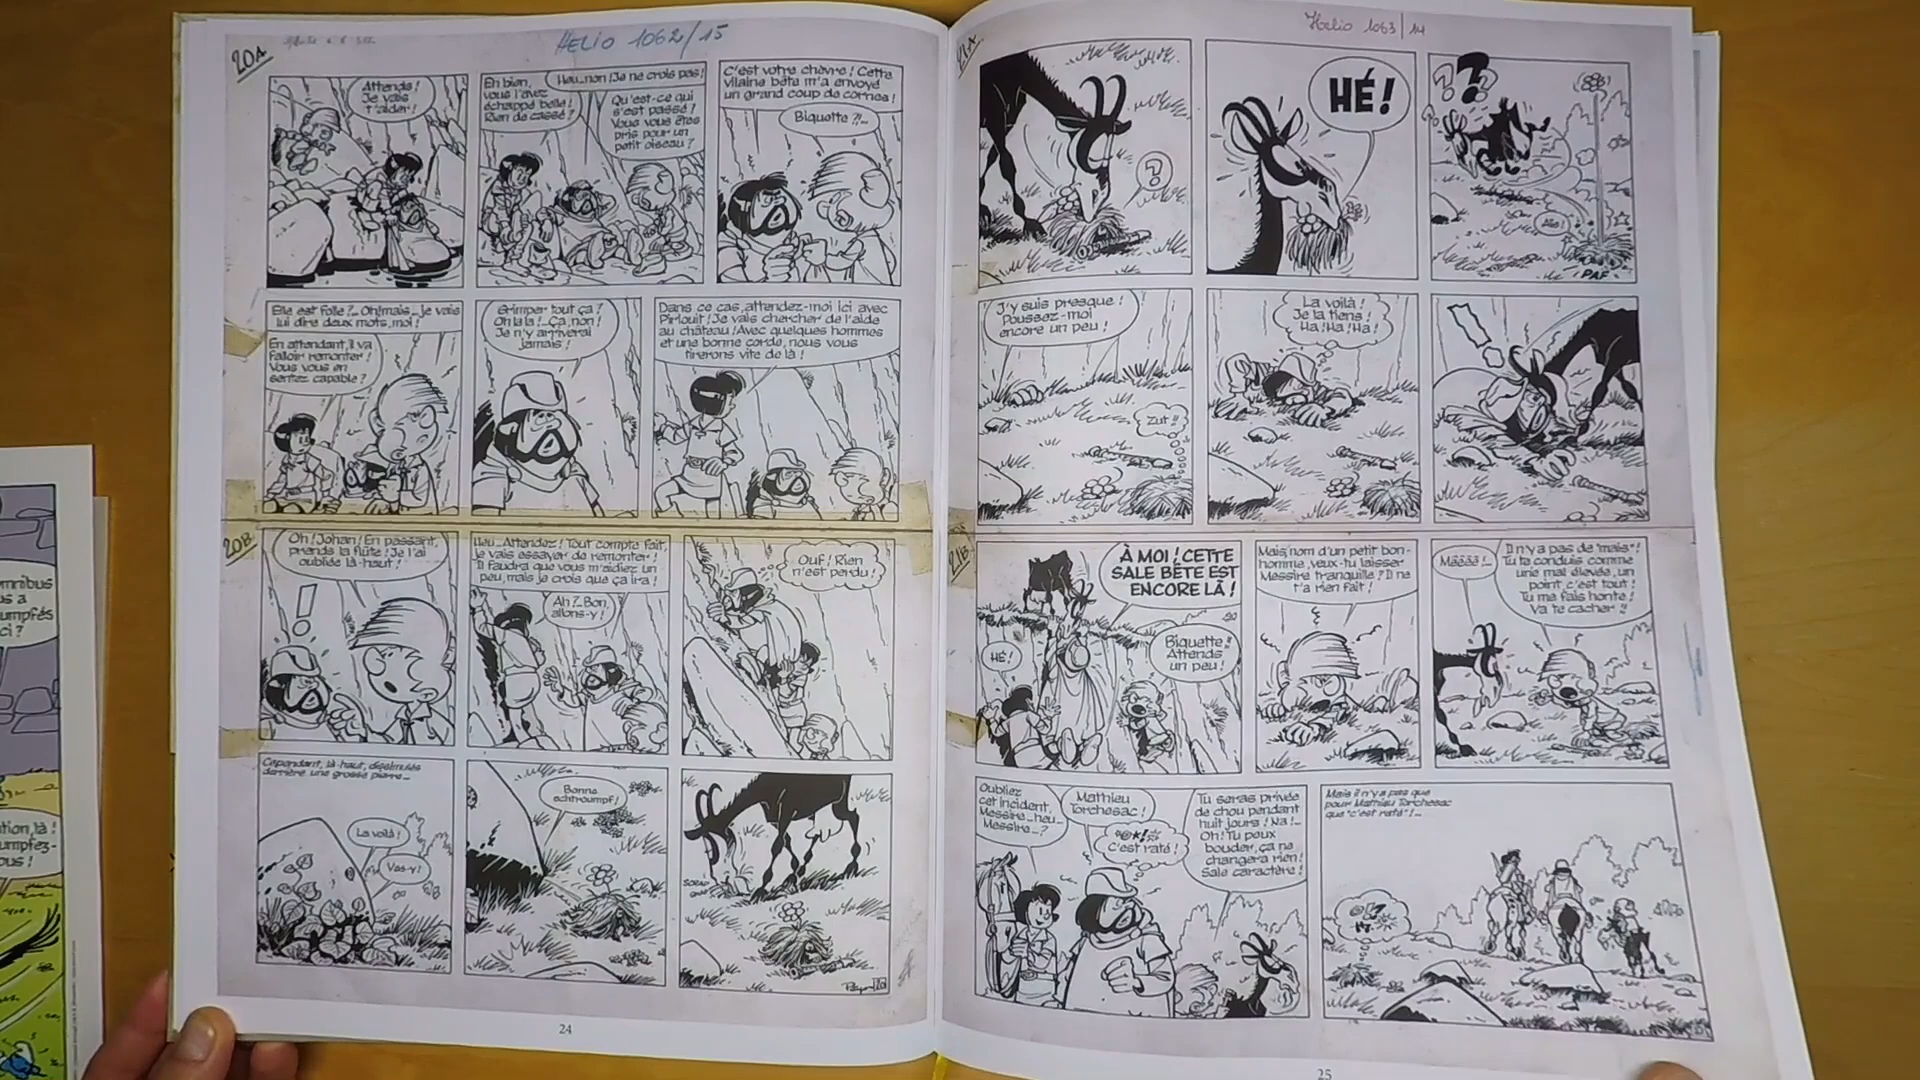 20A
HELIO 1062/15
Attends!
Je vais
t'aider!
Eh bien,
vous l'avez
échappé belle!
Rien de cassé?
Heu...non! Je ne crois pas!
Qu'est-ce qui
s'est passé?
Vous vous êtes
pris pour un
petit oiseau?
C'est votre chèvre! Cette
vilaine bête m'a envoyé
un grand coup de cornes!
Biquette?!...
Elle est folle?... Oh! mais... je vais
lui dire deux mots, moi!
En attendant, il va
falloir remonter!
Vous vous en
sentez capable?
Grimper tout ça?
Oh la la!... Ça, non!
Je n'y arriverai
jamais!
Dans ce cas, attendez-moi ici avec
Pirlouit! Je vais chercher de l'aide
au château! Avec quelques hommes
et une bonne corde, nous vous
tirerons vite de là!
20B
Oh! Johan! En passant,
prends la flûte! Je l'ai
oubliée là-haut!
!
Heu... Attendez! Tout compte fait,
je vais essayer de remonter!
Il faudra que vous m'aidiez un
peu, mais je crois que ça ira!
Ah?. Bon,
allons-y!
Ouf! Rien
n'est perdu!
Cependant, là-haut, dissimulés
derrière une grosse pierre...
La voilà!
Vas-y!
Bonne
schtroumpf!
Peyo
20
24
21A
Helio 1063/14
?
HÉ!
? ? ?
PAF
J'y suis presque!
Poussez-moi
encore un peu!
Zut!!
La voilà!
Je la tiens!
Ha! Ha! Ha!
!
21B
À MOI! CETTE
SALE BÊTE EST
ENCORE LÀ!
HÉ!
Biquette!!
Attends
un peu!
Mais, nom d'un petit bon-
homme, veux-tu laisser
Messire tranquille? Il ne
t'a rien fait!
Mêêêê!..
Il n'y a pas de "mais"!
Tu te conduis comme
une mal élevée, un
point, c'est tout!
Tu me fais honte!
Va te cacher!!
Oubliez
cet incident,
Messire... heu...
Messire...?
Mathieu
Torchesac!
C'est raté!
Tu seras privée
de chou pendant
huit jours! Na!...
Oh! Tu peux
bouder, ça ne
changera rien!
Sale caractère!
Mais il n'y a pas que
pour Mathieu Torchesac
que "c'est raté"!...
25